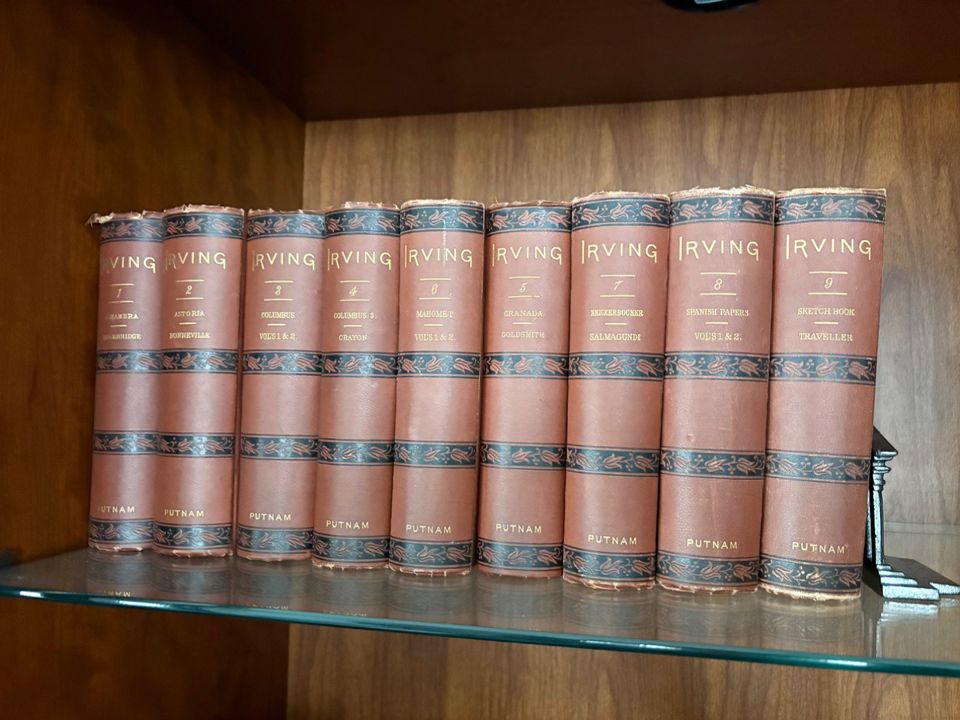 IRVING
1
ALHAMBRA
PUTNAM
IRVING
2
ASTORIA
BONNEVILLE
PUTNAM
IRVING
3
COLUMBUS
VOLS 1 & 2.
PUTNAM
IRVING
4
COLUMBUS 3.
CRAYON
PUTNAM
IRVING
6
MAHOMET
VOLS 1 & 2.
PUTNAM
IRVING
5
GRANADA
GOLDSMITH
PUTNAM
IRVING
7
KNICKERBOCKER
SALMAGUNDI
PUTNAM
IRVING
8
SPANISH PAPERS
VOLS 1 & 2.
PUTNAM
IRVING
9
SKETCH BOOK
TRAVELLER
PUTNAM